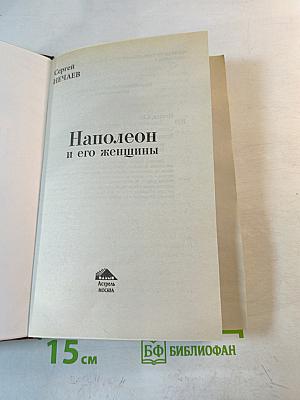 Сергей
НЕЧАЕВ
Наполеон
и его женщины
Астрель
МОСКВА
15 см
БФ БИБЛИОФАН